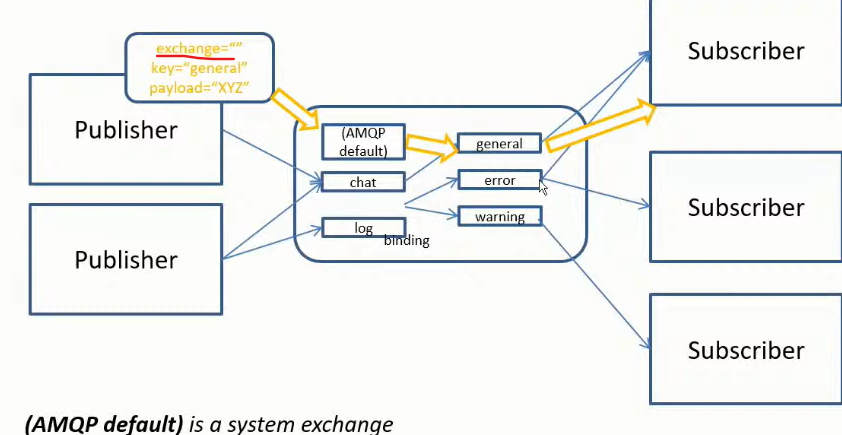 exchange=“”
key=“general”
payload=“XYZ”
Publisher
Publisher
(AMQP
default)
chat
log
binding
general
error
warning
Subscriber
Subscriber
Subscriber
(AMQP default) is a system exchange